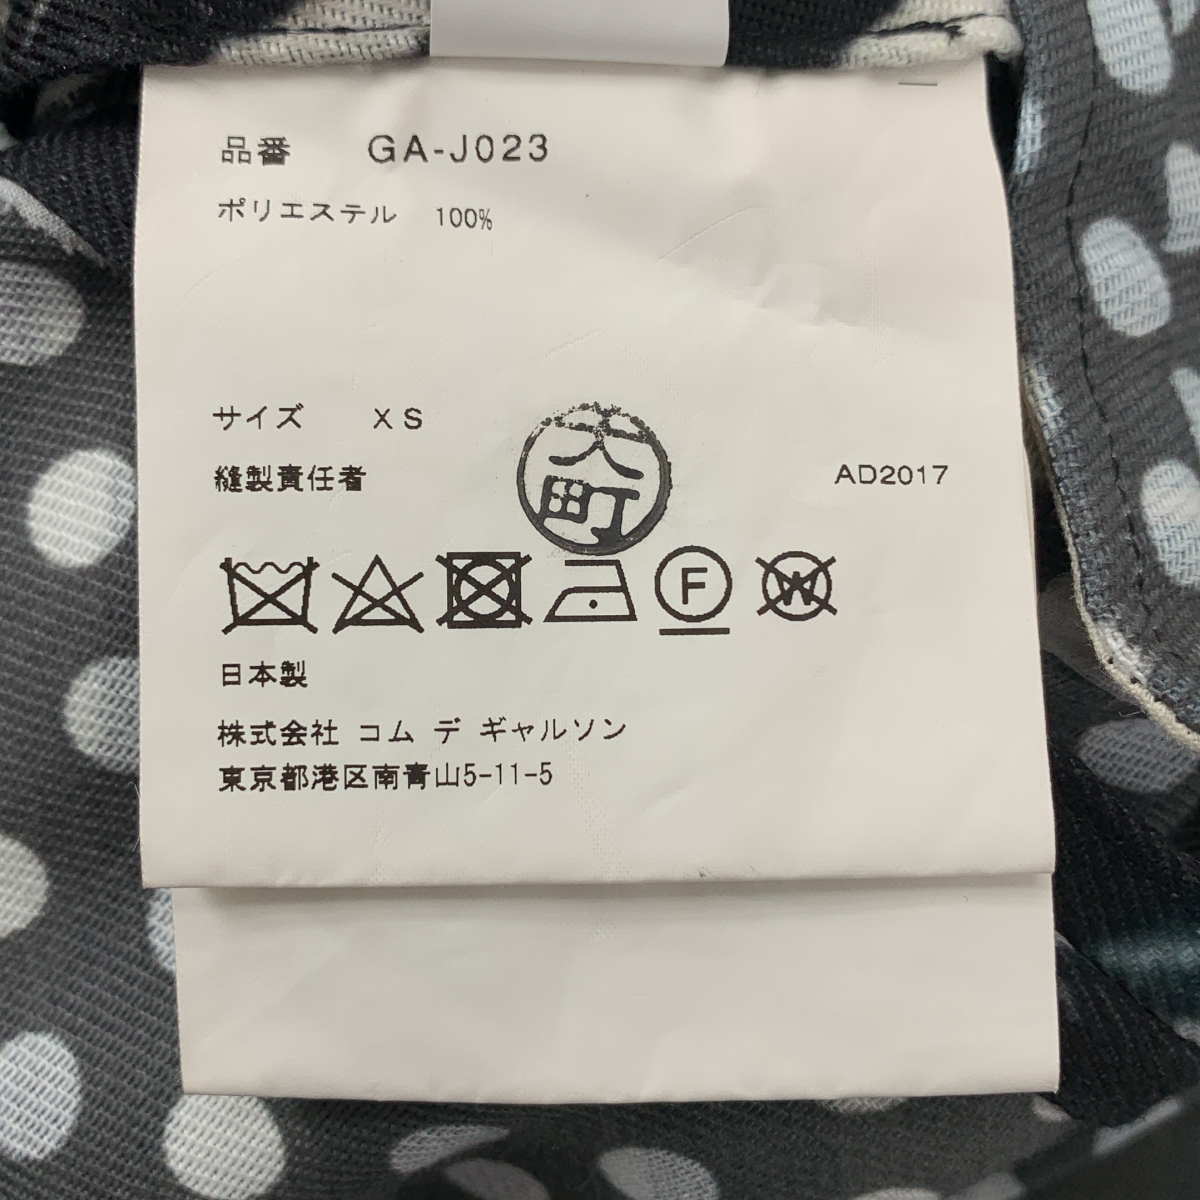 品番 GA-J023
ポリエステル 100%
サイズ XS
大町
縫製責任者 AD2017
F W
日本製
株式会社 コム デ ギャルソン
東京都港区南青山5-11-5